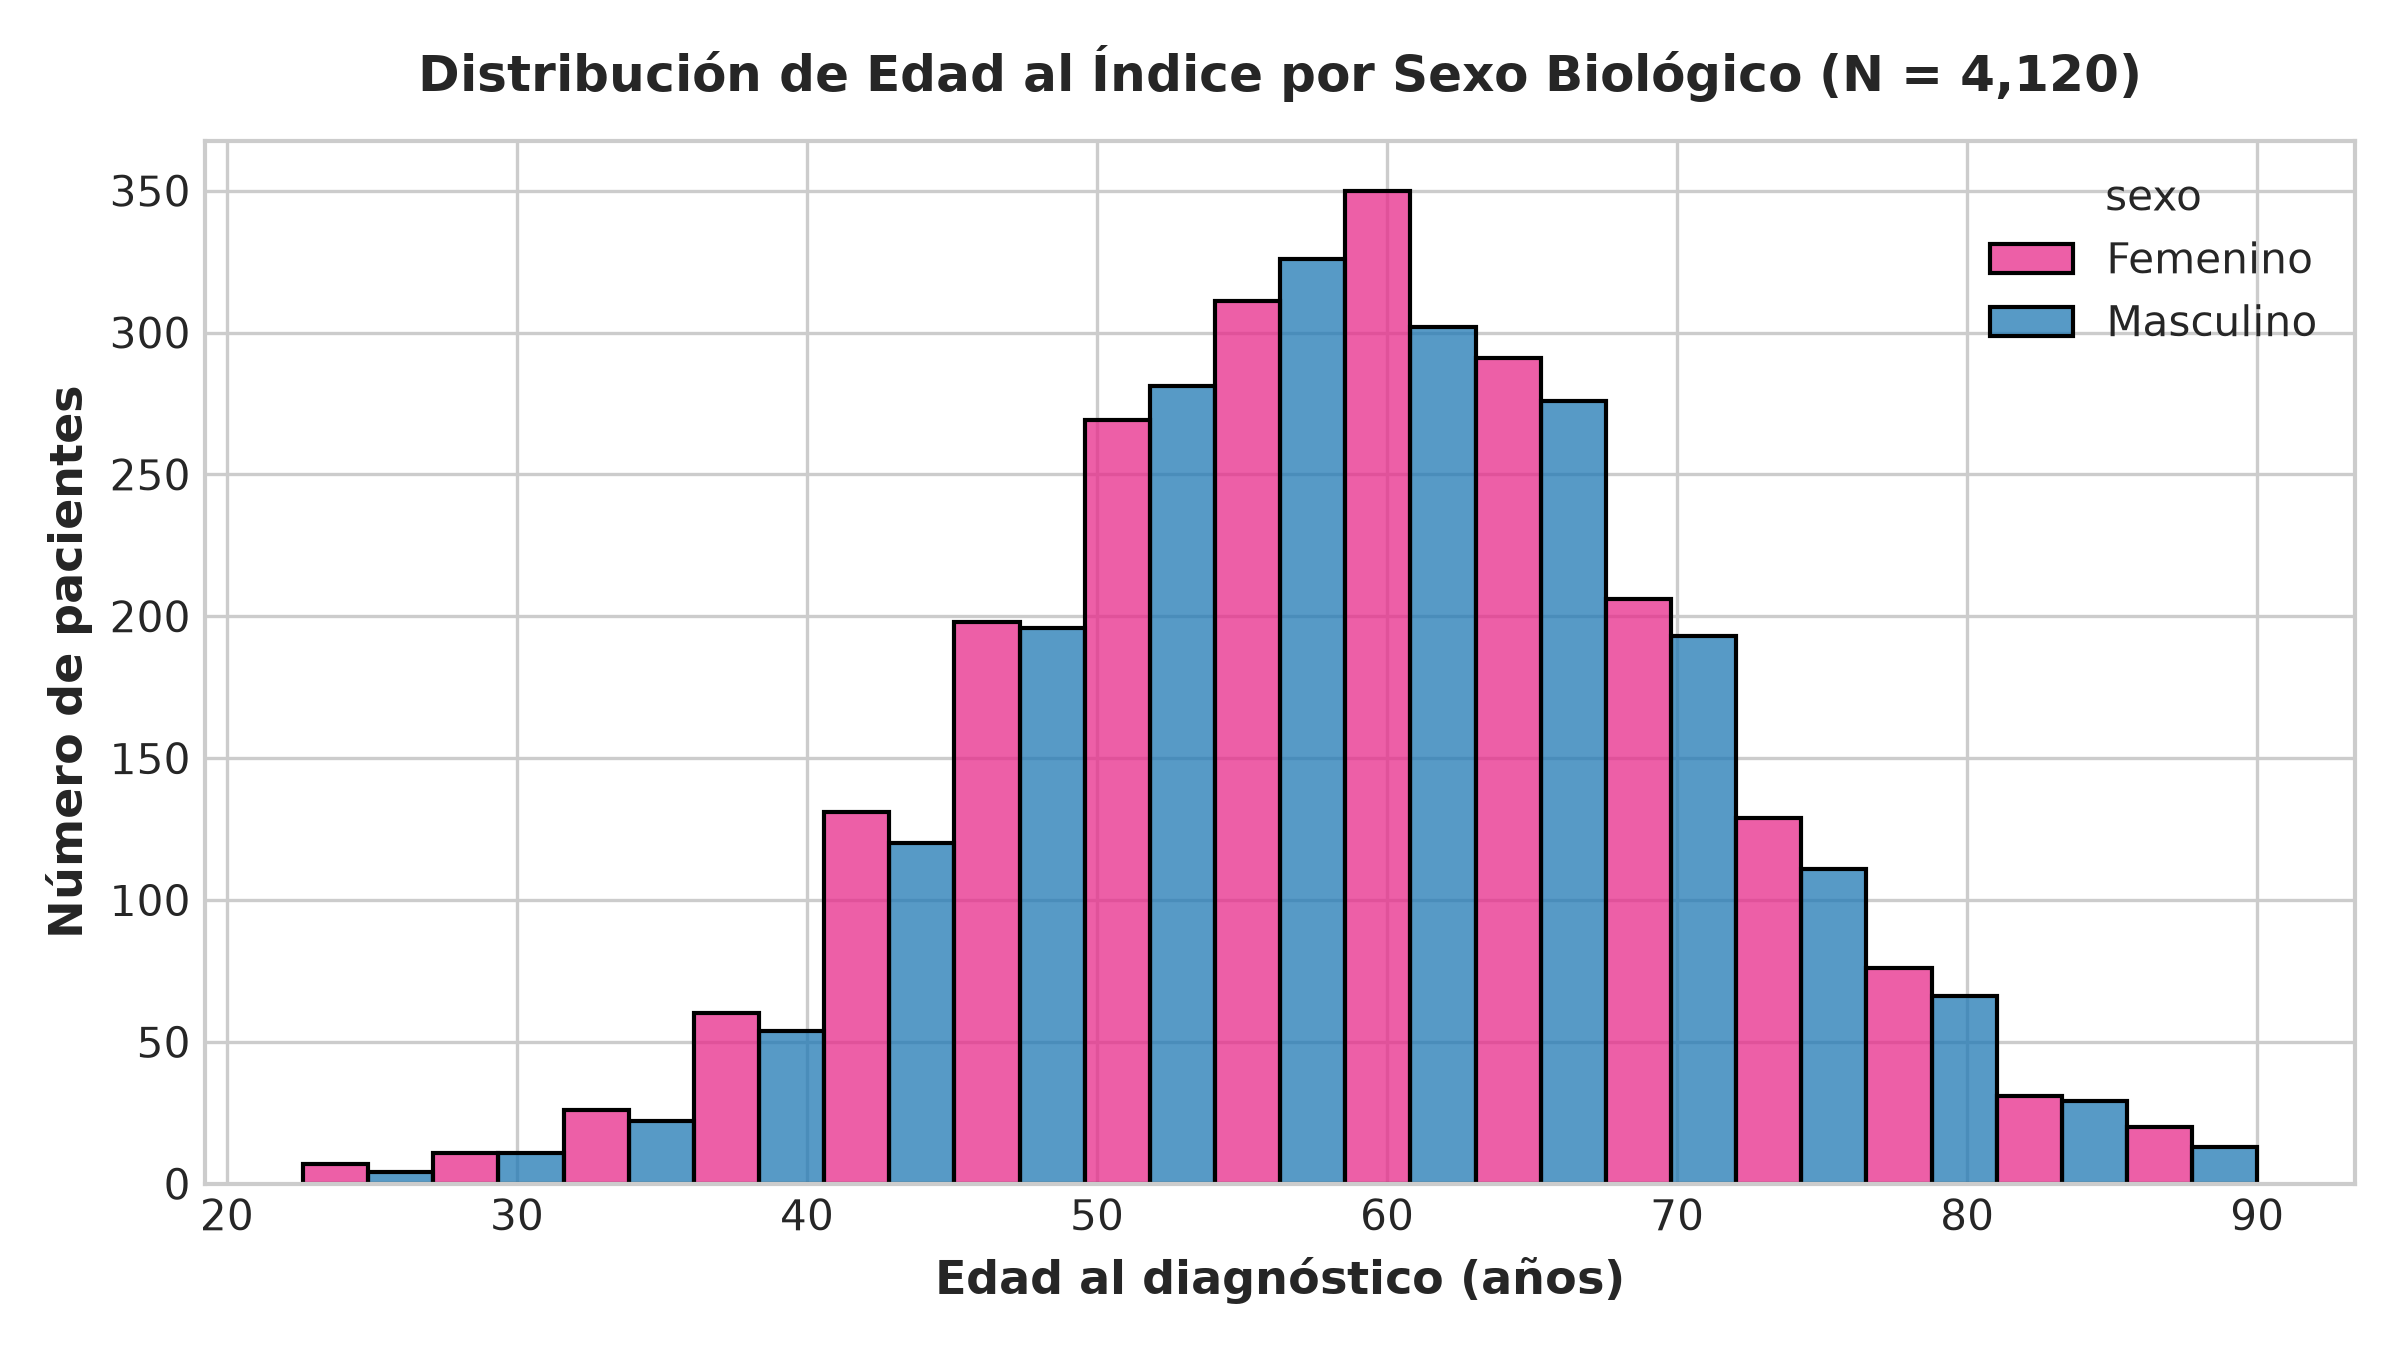 Distribución de Edad al Índice por Sexo Biológico (N = 4,120)
sexo
Femenino
Masculino
Número de pacientes
350
300
250
200
150
100
50
0
20 30 40 50 60 70 80 90
Edad al diagnóstico (años)